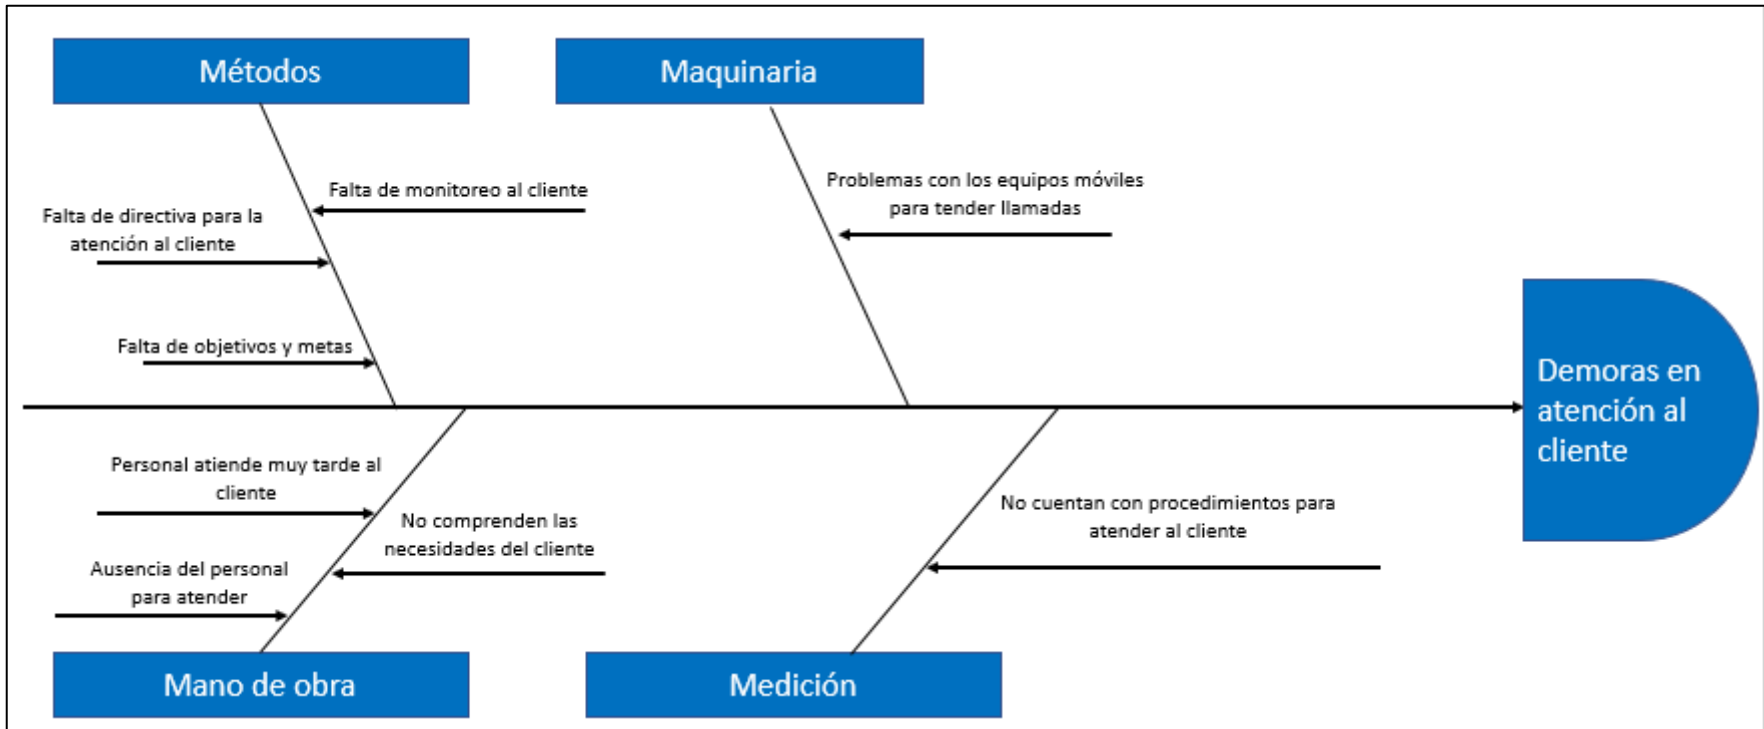 Métodos
Maquinaria
Falta de monitoreo al cliente
Falta de directiva para la
atención al cliente
Falta de objetivos y metas
Problemas con los equipos móviles
para tender llamadas
Demoras en
atención al
cliente
Personal atiende muy tarde al
cliente
No comprenden las
necesidades del cliente
Ausencia del personal
para atender
No cuentan con procedimientos para
atender al cliente
Mano de obra
Medición